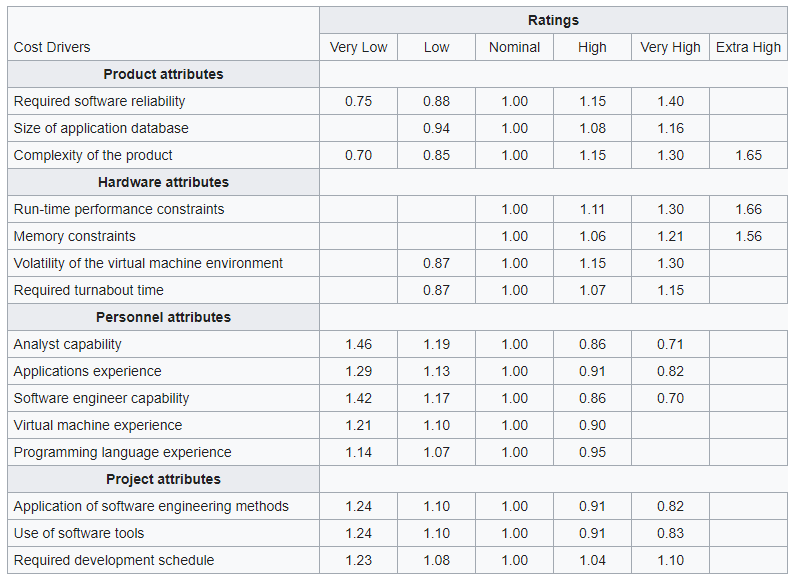 Ratings
Cost Drivers Very Low Low Nominal High Very High Extra High
Product attributes
Required software reliability 0.75 0.88 1.00 1.15 1.40
Size of application database 0.94 1.00 1.08 1.16
Complexity of the product 0.70 0.85 1.00 1.15 1.30 1.65
Hardware attributes
Run-time performance constraints 1.00 1.11 1.30 1.66
Memory constraints 1.00 1.06 1.21 1.56
Volatility of the virtual machine environment 0.87 1.00 1.15 1.30
Required turnabout time 0.87 1.00 1.07 1.15
Personnel attributes
Analyst capability 1.46 1.19 1.00 0.86 0.71
Applications experience 1.29 1.13 1.00 0.91 0.82
Software engineer capability 1.42 1.17 1.00 0.86 0.70
Virtual machine experience 1.21 1.10 1.00 0.90
Programming language experience 1.14 1.07 1.00 0.95
Project attributes
Application of software engineering methods 1.24 1.10 1.00 0.91 0.82
Use of software tools 1.24 1.10 1.00 0.91 0.83
Required development schedule 1.23 1.08 1.00 1.04 1.10